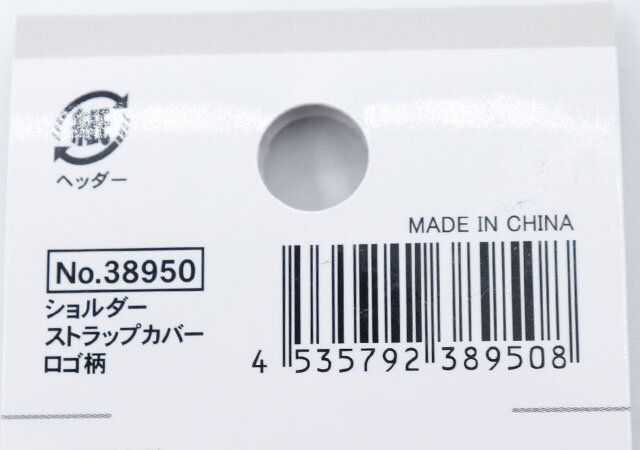 紙
ヘッダー
MADE IN CHINA
No.38950
ショルダー
ストラップカバー
ロゴ柄
4 535792 389508